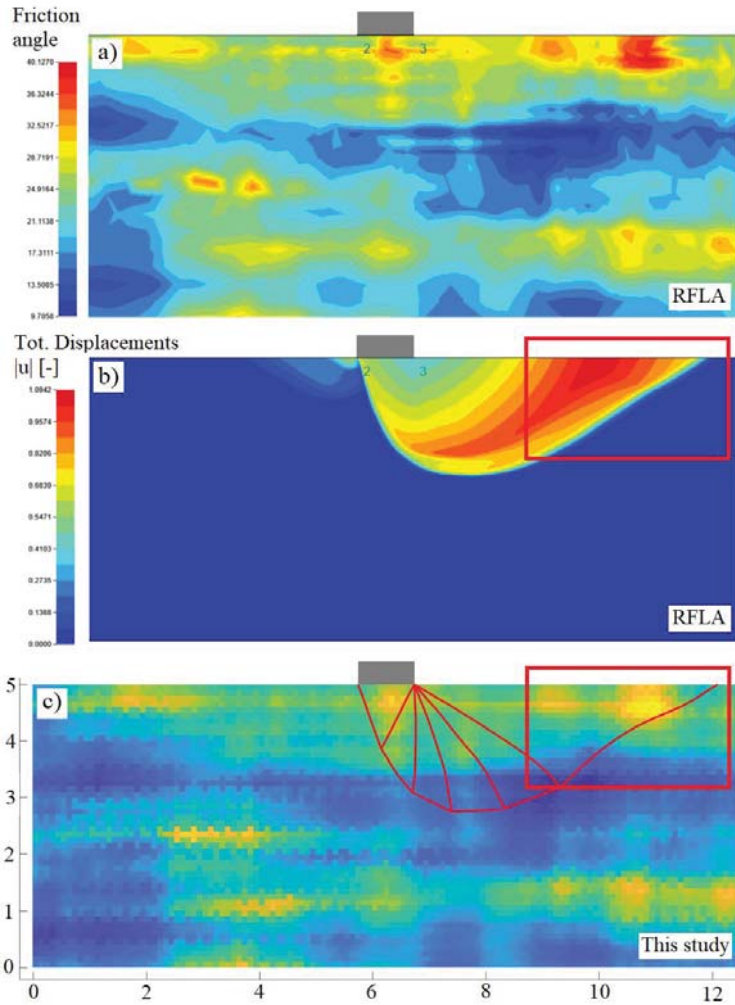 Friction
angle
a)
2 3
40.1270
36.3244
32.5217
28.7191
24.9164
21.1138
17.3111
13.5085
9.7058
RFLA
Tot. Displacements
|u| [-]
b)
2 3
1.0942
0.9574
0.8206
0.6839
0.5471
0.4103
0.2735
0.1368
0.0000
RFLA
c)
5
4
3
2
1
0
This study
0 2 4 6 8 10 12